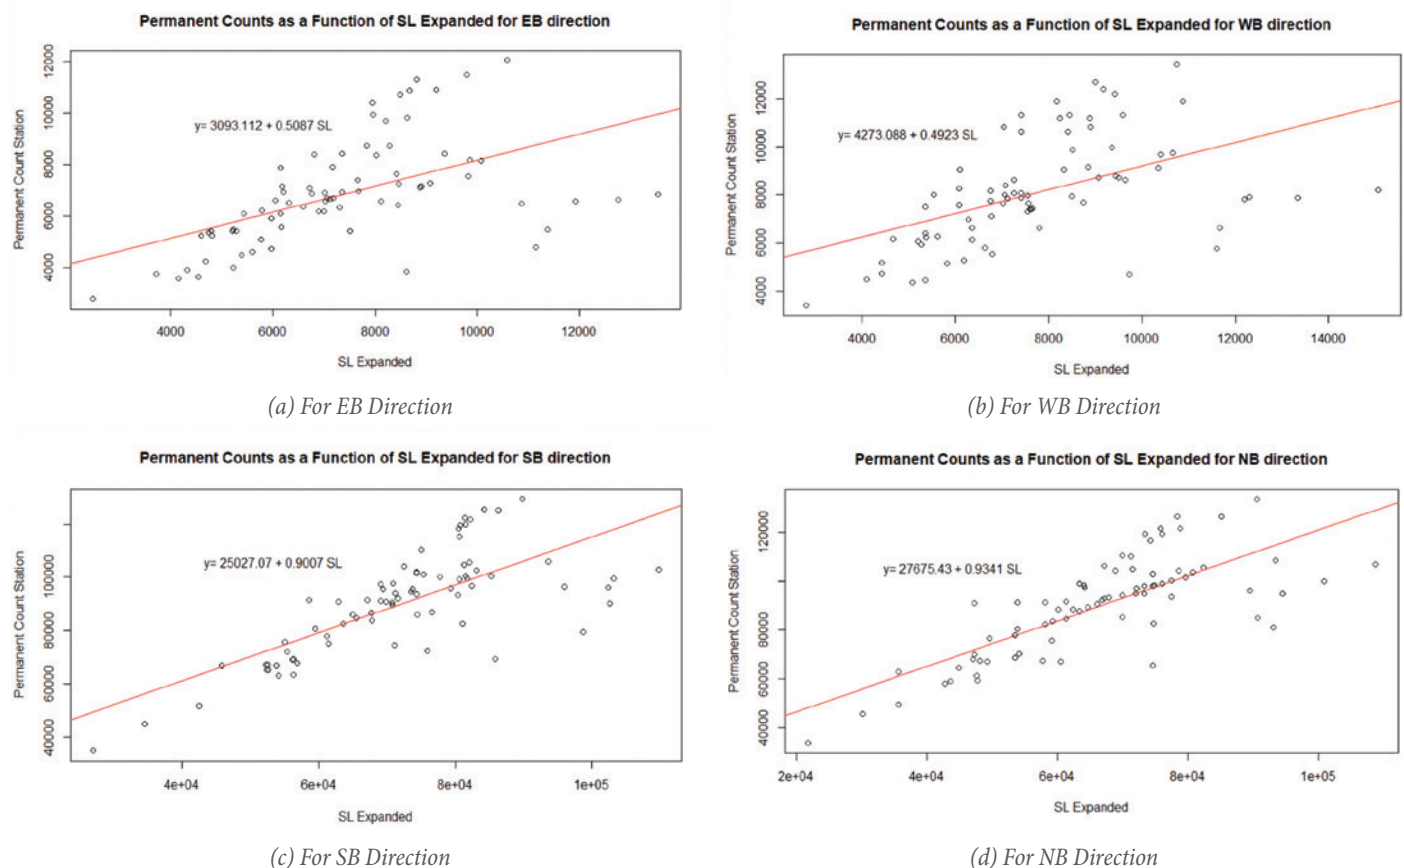 Permanent Counts as a Function of SL Expanded for EB direction
Permanent Count Station
12000
10000
8000
6000
4000
y= 3093.112 + 0.5087 SL
4000 6000 8000 10000 12000
SL Expanded
(a) For EB Direction
Permanent Counts as a Function of SL Expanded for WB direction
Permanent Count Station
12000
10000
8000
6000
4000
y= 4273.088 + 0.4923 SL
4000 6000 8000 10000 12000 14000
SL Expanded
(b) For WB Direction
Permanent Counts as a Function of SL Expanded for SB direction
Permanent Count Station
100000
80000
60000
40000
y= 25027.07 + 0.9007 SL
4e+04 6e+04 8e+04 1e+05
SL Expanded
(c) For SB Direction
Permanent Counts as a Function of SL Expanded for NB direction
Permanent Count Station
120000
100000
80000
60000
40000
y= 27675.43 + 0.9341 SL
2e+04 4e+04 6e+04 8e+04 1e+05
SL Expanded
(d) For NB Direction